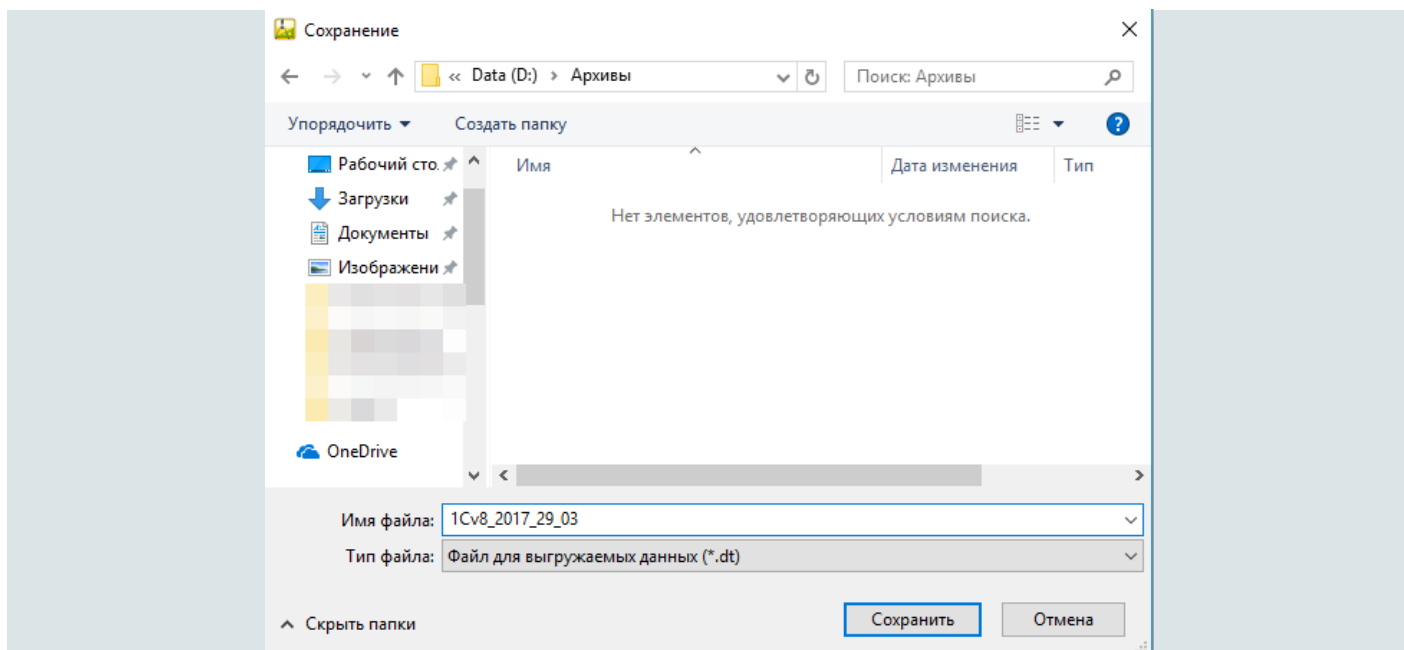 Сохранение
« Data (D:) › Архивы
Поиск: Архивы
Упорядочить
Создать папку
Рабочий сто.
Имя
Дата изменения
Тип
Загрузки
Нет элементов, удовлетворяющих условиям поиска.
Документы
Изображени
OneDrive
Имя файла: 1Cv8_2017_29_03
Тип файла: Файл для выгружаемых данных (*.dt)
Скрыть папки
Сохранить
Отмена